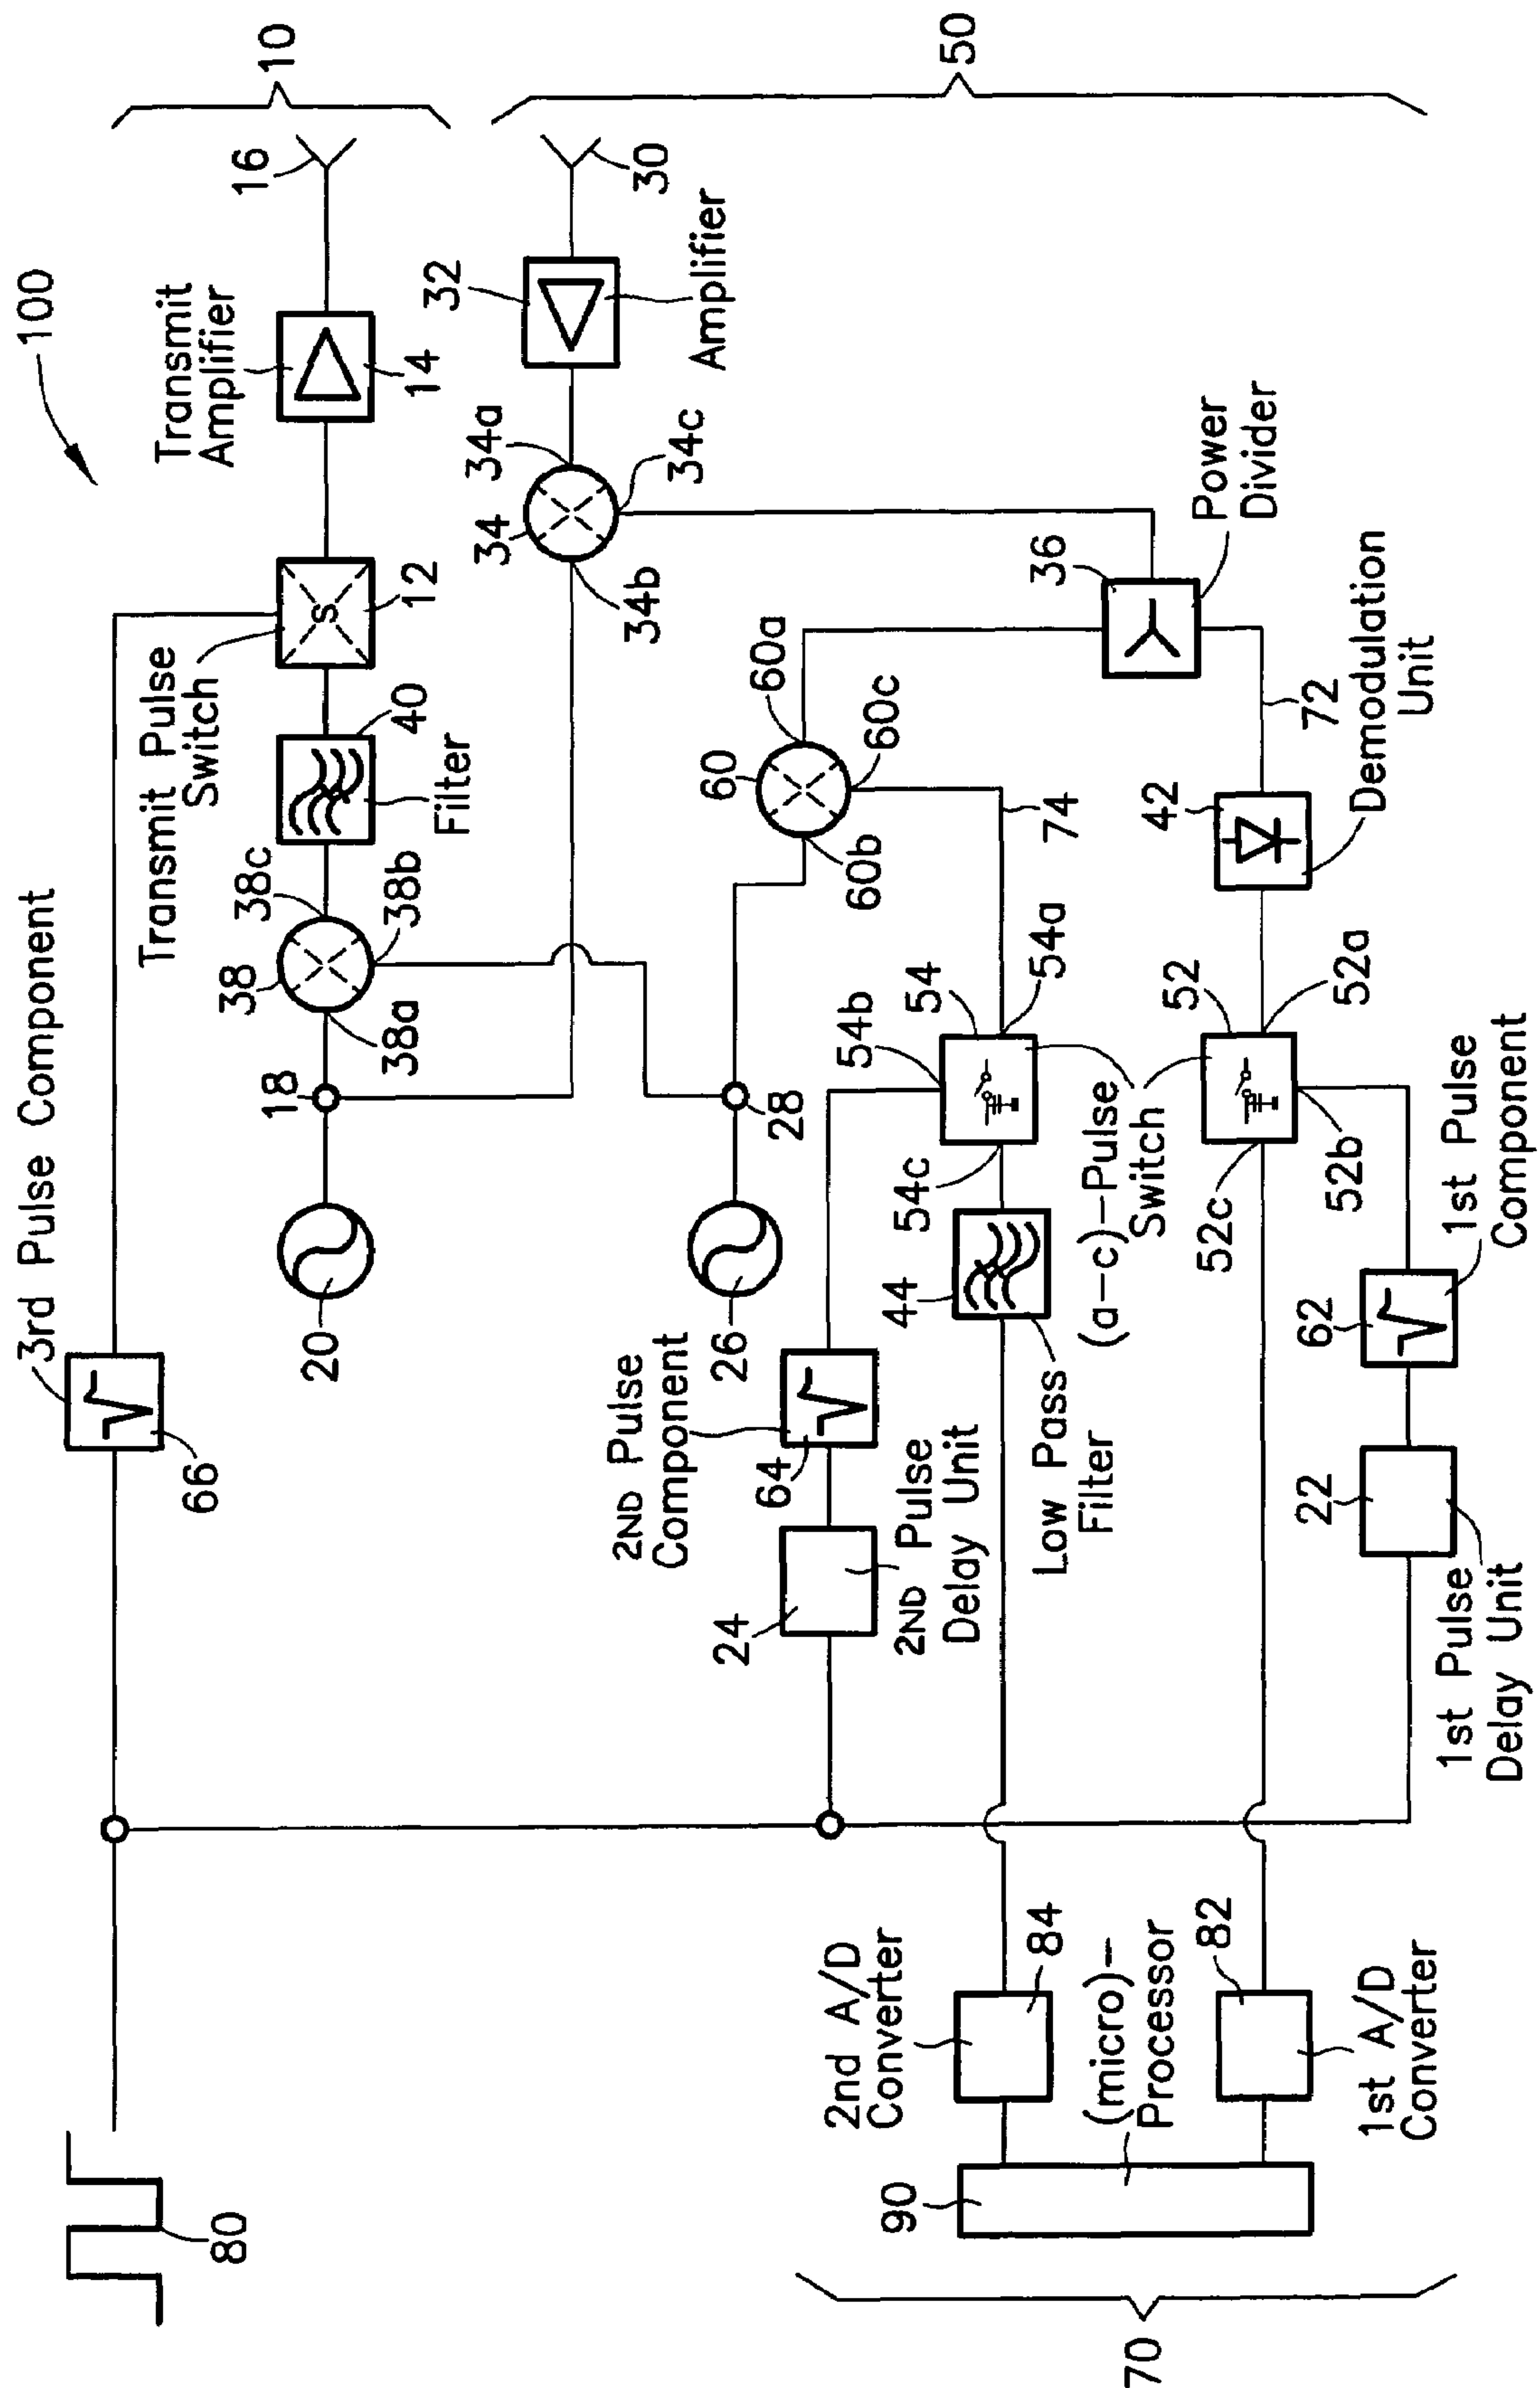 100
3rd Pulse Component
66
80
Transmit Pulse
Switch
12
Transmit
Amplifier
14
16
10
38
38c
38b
38a
40
Filter
18
20
34
34a
34c
34b
32
Amplifier
30
50
2ND Pulse
Component
64
24
2ND Pulse
Delay Unit
26
28
60
60a
60c
60b
74
36
Power
Divider
72
42
Demodulation
Unit
54b
54
54a
54c
44
Low Pass
Filter
(a-c)-Pulse
Switch
52
52a
52b
52c
1st Pulse
Component
62
22
1st Pulse
Delay Unit
2nd A/D
Converter
84
(micro)-
Processor
90
82
1st A/D
Converter
70
S